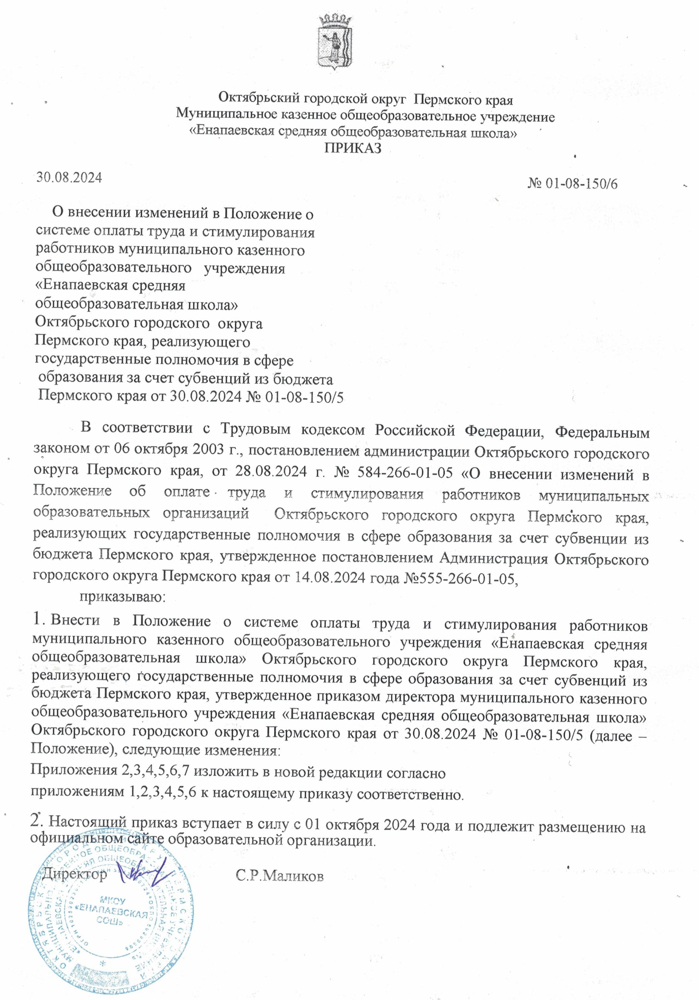 Октябрьский городской округ Пермского края
Муниципальное казенное общеобразовательное учреждение
«Енапаевская средняя общеобразовательная школа»
ПРИКАЗ
30.08.2024 № 01-08-150/6
О внесении изменений в Положение о
системе оплаты труда и стимулирования
работников муниципального казенного
общеобразовательного учреждения
«Енапаевская средняя
общеобразовательная школа»
Октябрьского городского округа
Пермского края, реализующего
государственные полномочия в сфере
образования за счет субвенций из бюджета
Пермского края от 30.08.2024 № 01-08-150/5
В соответствии с Трудовым кодексом Российской Федерации, Федеральным
законом от 06 октября 2003 г., постановлением администрации Октябрьского городского
округа Пермского края, от 28.08.2024 г. № 584-266-01-05 «О внесении изменений в
Положение об оплате труда и стимулирования работников муниципальных
образовательных организаций Октябрьского городского округа Пермского края,
реализующих государственные полномочия в сфере образования за счет субвенции из
бюджета Пермского края, утвержденное постановлением Администрация Октябрьского
городского округа Пермского края от 14.08.2024 года №555-266-01-05,
приказываю:
1. Внести в Положение о системе оплаты труда и стимулирования работников
муниципального казенного общеобразовательного учреждения «Енапаевская средняя
общеобразовательная школа» Октябрьского городского округа Пермского края,
реализующего государственные полномочия в сфере образования за счет субвенций из
бюджета Пермского края, утвержденное приказом директора муниципального казенного
общеобразовательного учреждения «Енапаевская средняя общеобразовательная школа»
Октябрьского городского округа Пермского края от 30.08.2024 № 01-08-150/5 (далее –
Положение), следующие изменения:
Приложения 2,3,4,5,6,7 изложить в новой редакции согласно
приложениям 1,2,3,4,5,6 к настоящему приказу соответственно.
2. Настоящий приказ вступает в силу с 01 октября 2024 года и подлежит размещению на
официальном сайте образовательной организации.
Директор С.Р.Маликов
МКОУ
«ЕНАПАЕВСКАЯ
СОШ»